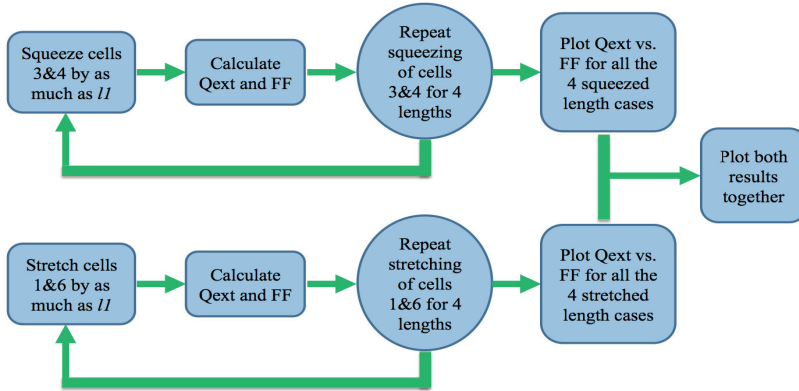 Squeeze cells
3&4 by as
much as l1
Calculate
Qext and FF
Repeat
squeezing
of cells
3&4 for 4
lengths
Plot Qext vs.
FF for all the
4 squeezed
length cases
Plot both
results
together
Stretch cells
1&6 by as
much as l1
Calculate
Qext and FF
Repeat
stretching
of cells
1&6 for 4
lengths
Plot Qext vs.
FF for all the
4 stretched
length cases